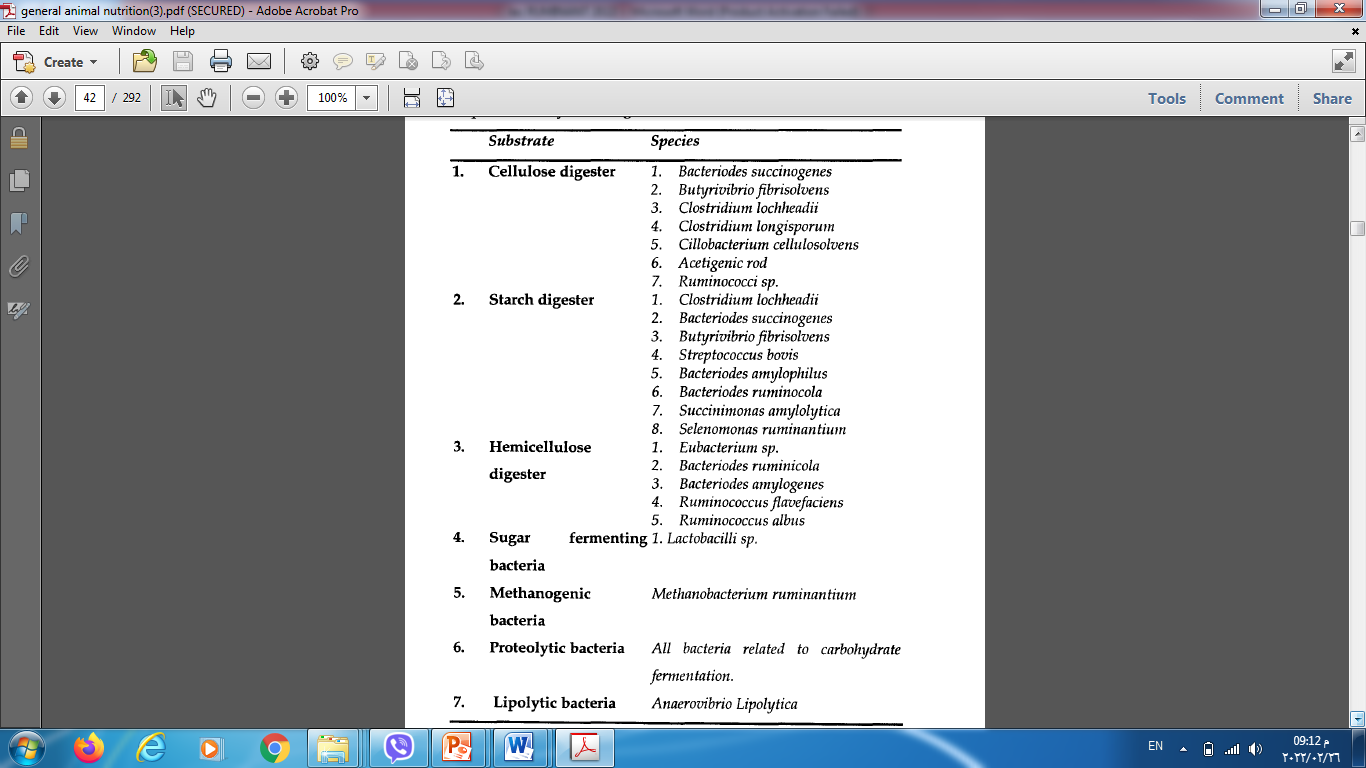 general animal nutrition(3).pdf (SECURED) - Adobe Acrobat Pro
File Edit View Window Help
Create
42 / 292 100% Tools Comment Share
Substrate Species
1. Cellulose digester 1. Bacteriodes succinogenes
2. Butyrivibrio fibrisolvens
3. Clostridium lochheadii
4. Clostridium longisporum
5. Cillobacterium cellulosolvens
6. Acetigenic rod
7. Ruminococci sp.
2. Starch digester 1. Clostridium lochheadii
2. Bacteriodes succinogenes
3. Butyrivibrio fibrisolvens
4. Streptococcus bovis
5. Bacteriodes amylophilus
6. Bacteriodes ruminocola
7. Succinimonas amylolytica
8. Selenomonas ruminantium
3. Hemicellulose 1. Eubacterium sp.
2. Bacteriodes ruminicola
digester
3. Bacteriodes amylogenes
4. Ruminococcus flavefaciens
5. Ruminococcus albus
4. Sugar fermenting 1. Lactobacilli sp.
bacteria
5. Methanogenic Methanobacterium ruminantium
bacteria
6. Proteolytic bacteria All bacteria related to carbohydrate
fermentation.
7. Lipolytic bacteria Anaerovibrio Lipolytica
EN 09:12 م
٢٠٢٢/٠٢/٢٦